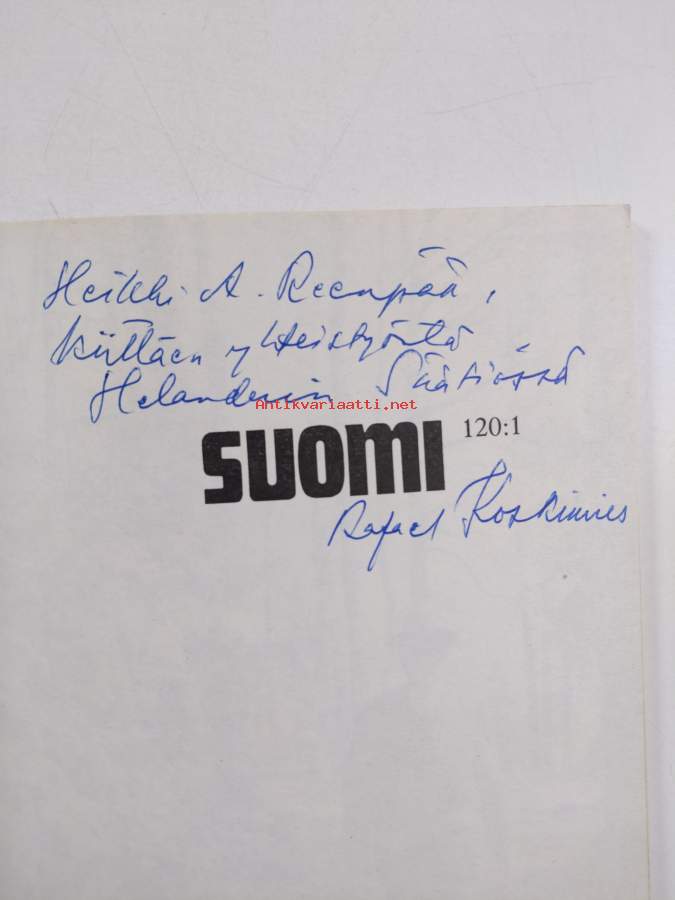 Heikki A. Reenpää,
kiittäen yhteistyöstä
Helanderin Säätiössä
Antikvariaatti.net
SUOMI 120:1
Rafael Koskimies